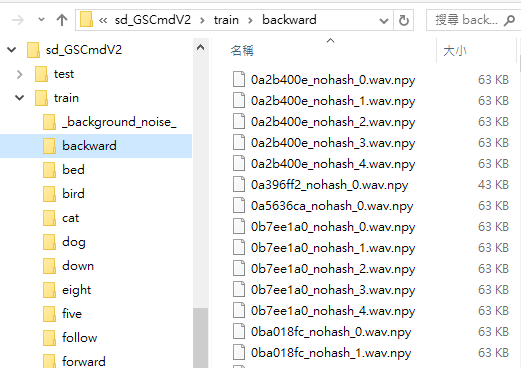 « sd_GSCmdV2 › train › backward
搜尋 back...
sd_GSCmdV2
test
train
_background_noise_
backward
bed
bird
cat
dog
down
eight
five
follow
forward
名稱 大小
0a2b400e_nohash_0.wav.npy 63 KB
0a2b400e_nohash_1.wav.npy 63 KB
0a2b400e_nohash_2.wav.npy 63 KB
0a2b400e_nohash_3.wav.npy 63 KB
0a2b400e_nohash_4.wav.npy 63 KB
0a396ff2_nohash_0.wav.npy 43 KB
0a5636ca_nohash_0.wav.npy 63 KB
0b7ee1a0_nohash_0.wav.npy 63 KB
0b7ee1a0_nohash_1.wav.npy 63 KB
0b7ee1a0_nohash_2.wav.npy 63 KB
0b7ee1a0_nohash_3.wav.npy 63 KB
0b7ee1a0_nohash_4.wav.npy 63 KB
0ba018fc_nohash_0.wav.npy 63 KB
0ba018fc_nohash_1.wav.npy 63 KB